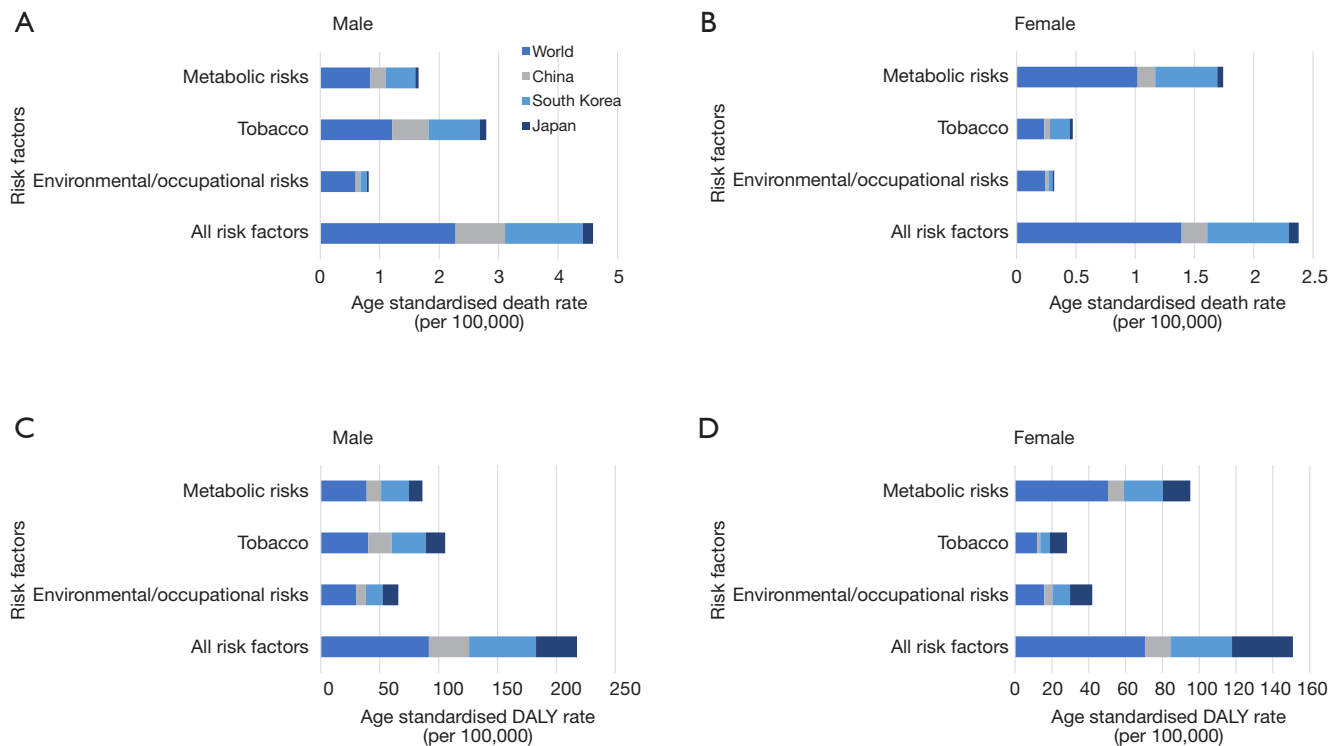 A
Male
World
China
South Korea
Japan
Risk factors
Metabolic risks
Tobacco
Environmental/occupational risks
All risk factors
0 1 2 3 4 5
Age standardised death rate
(per 100,000)
B
Female
Risk factors
Metabolic risks
Tobacco
Environmental/occupational risks
All risk factors
0 0.5 1 1.5 2 2.5
Age standardised death rate
(per 100,000)
C
Male
Risk factors
Metabolic risks
Tobacco
Environmental/occupational risks
All risk factors
0 50 100 150 200 250
Age standardised DALY rate
(per 100,000)
D
Female
Risk factors
Metabolic risks
Tobacco
Environmental/occupational risks
All risk factors
0 20 40 60 80 100 120 140 160
Age standardised DALY rate
(per 100,000)